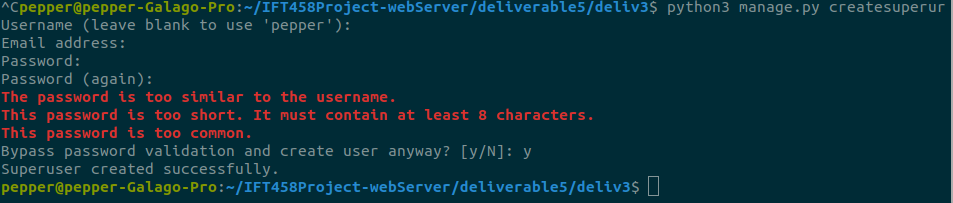 ^Cpepper@pepper-Galago-Pro:~/IFT458Project-webServer/deliverable5/deliv3$ python3 manage.py createsuperur
Username (leave blank to use 'pepper'):
Email address:
Password:
Password (again):
The password is too similar to the username.
This password is too short. It must contain at least 8 characters.
This password is too common.
Bypass password validation and create user anyway? [y/N]: y
Superuser created successfully.
pepper@pepper-Galago-Pro:~/IFT458Project-webServer/deliverable5/deliv3$